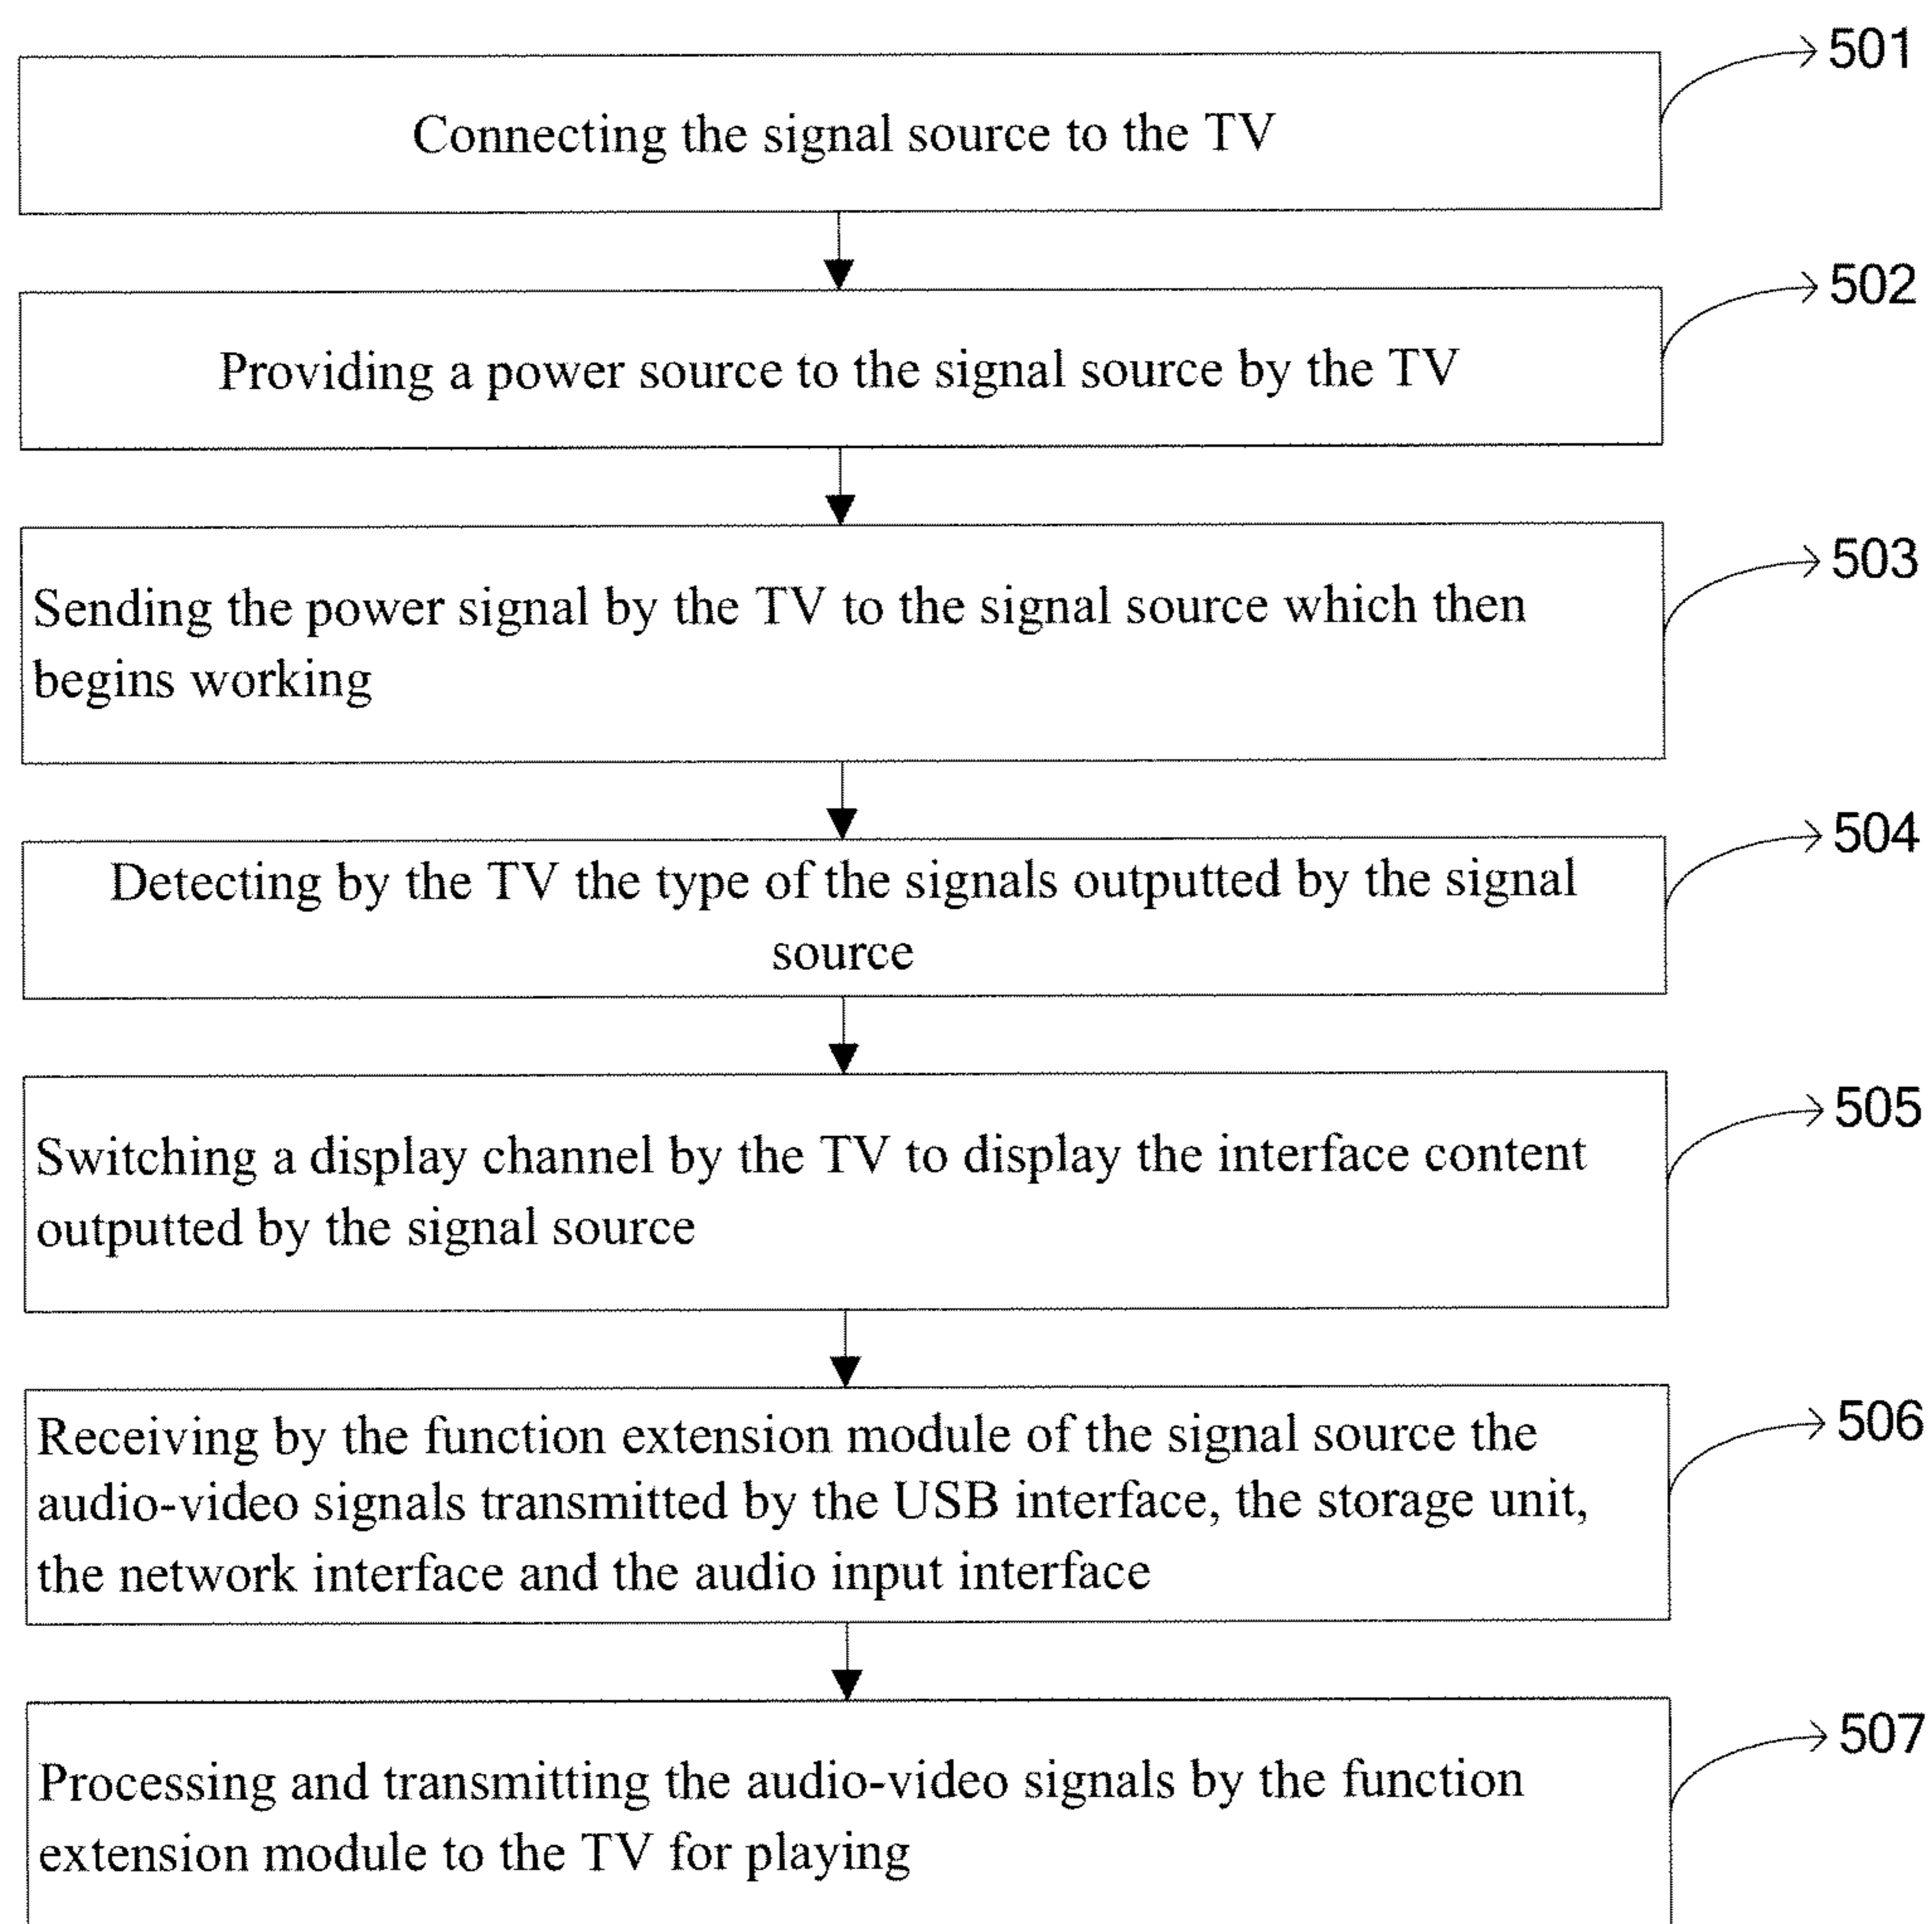 501
Connecting the signal source to the TV
502
Providing a power source to the signal source by the TV
503
Sending the power signal by the TV to the signal source which then
begins working
504
Detecting by the TV the type of the signals outputted by the signal
source
505
Switching a display channel by the TV to display the interface content
outputted by the signal source
506
Receiving by the function extension module of the signal source the
audio-video signals transmitted by the USB interface, the storage unit,
the network interface and the audio input interface
507
Processing and transmitting the audio-video signals by the function
extension module to the TV for playing